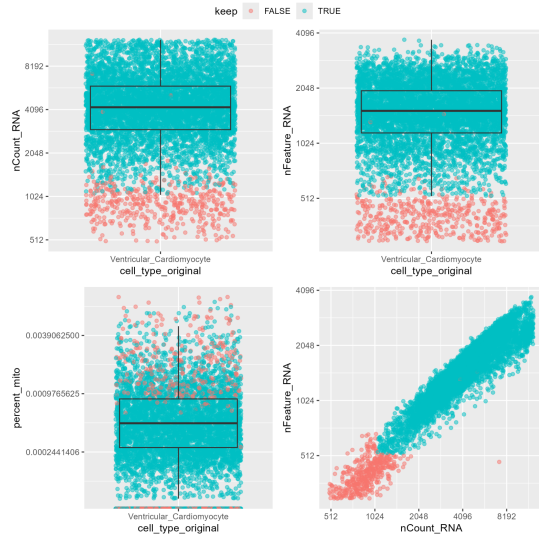 keep FALSE TRUE
nCount_RNA
8192
4096
2048
1024
512
Ventricular_Cardiomyocyte
cell_type_original
nFeature_RNA
4096
2048
1024
512
Ventricular_Cardiomyocyte
cell_type_original
percent_mito
0.0039062500
0.0009765625
0.0002441406
Ventricular_Cardiomyocyte
cell_type_original
nFeature_RNA
4096
2048
1024
512
512 1024 2048 4096 8192
nCount_RNA